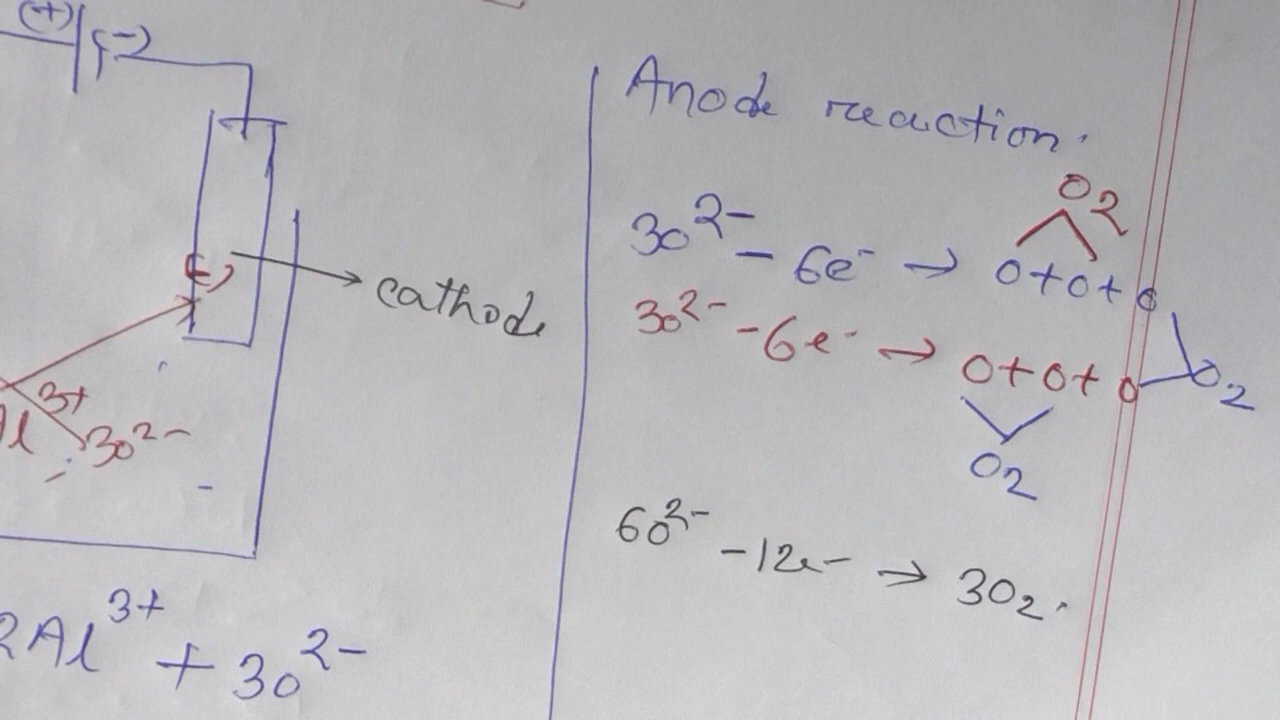 (+) (-)
(-)
cathode
3+
3O²⁻
2Al³⁺ + 3O²⁻
Anode reaction.
O2
3O²⁻ - 6e⁻ → O+O+O
3O²⁻ - 6e⁻ → O+O+O
O2
O2
6O²⁻ - 12e⁻ → 3O2.